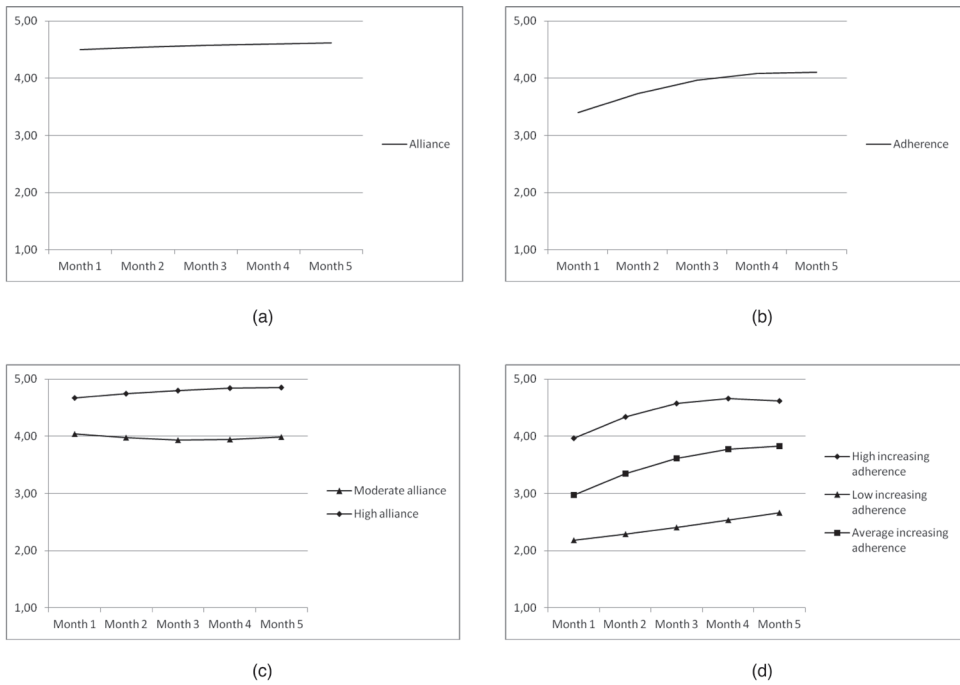 5,00
4,00
3,00
2,00
1,00
Month 1 Month 2 Month 3 Month 4 Month 5
Alliance
(a)
5,00
4,00
3,00
2,00
1,00
Month 1 Month 2 Month 3 Month 4 Month 5
Adherence
(b)
5,00
4,00
3,00
2,00
1,00
Month 1 Month 2 Month 3 Month 4 Month 5
Moderate alliance
High alliance
(c)
5,00
4,00
3,00
2,00
1,00
Month 1 Month 2 Month 3 Month 4 Month 5
High increasing
adherence
Low increasing
adherence
Average increasing
adherence
(d)